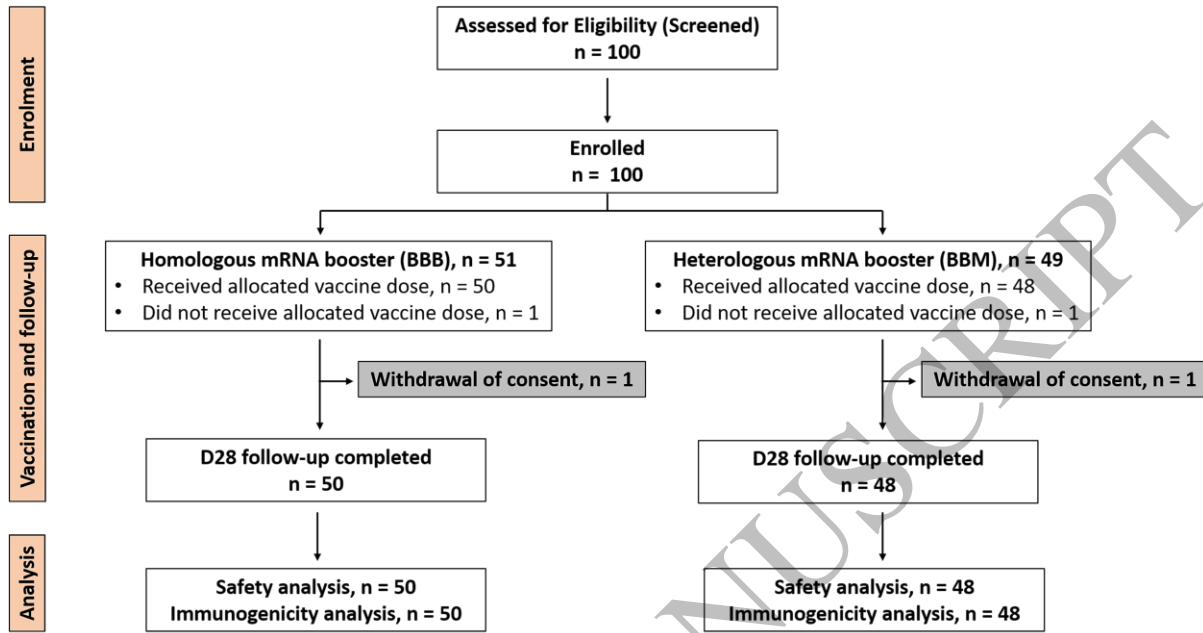 Enrolment
Assessed for Eligibility (Screened)
n = 100
Enrolled
n = 100
Vaccination and follow-up
Homologous mRNA booster (BBB), n = 51
• Received allocated vaccine dose, n = 50
• Did not receive allocated vaccine dose, n = 1
Heterologous mRNA booster (BBM), n = 49
• Received allocated vaccine dose, n = 48
• Did not receive allocated vaccine dose, n = 1
Withdrawal of consent, n = 1
Withdrawal of consent, n = 1
D28 follow-up completed
n = 50
D28 follow-up completed
n = 48
Analysis
Safety analysis, n = 50
Immunogenicity analysis, n = 50
Safety analysis, n = 48
Immunogenicity analysis, n = 48
NUSCRIPT